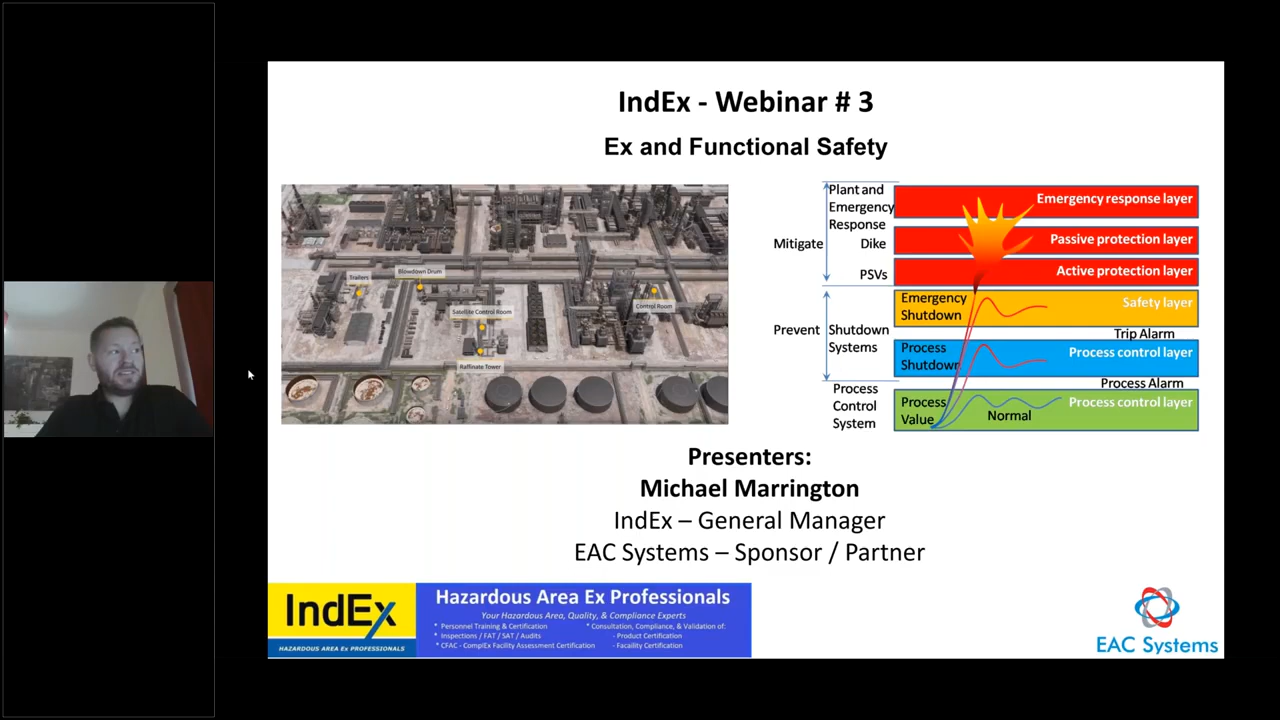 IndEx - Webinar # 3
Ex and Functional Safety
Trailers
Blowdown Drum
Satellite Control Room
Control Room
Raffinate Tower
Plant and
Emergency
Response
Mitigate
Dike
PSVs
Prevent
Shutdown
Systems
Process
Control
System
Emergency response layer
Passive protection layer
Active protection layer
Emergency
Shutdown
Safety layer
Trip Alarm
Process
Shutdown
Process control layer
Process Alarm
Process
Value
Normal
Process control layer
Presenters:
Michael Marrington
IndEx – General Manager
EAC Systems – Sponsor / Partner
IndEx
HAZARDOUS AREA Ex PROFESSIONALS
Hazardous Area Ex Professionals
Your Hazardous Area, Quality, & Compliance Experts
* Personnel Training & Certification
* Inspections / FAT / SAT / Audits
* CFAC - ComplEx Facility Assessment Certification
* Consultation, Compliance, & Validation of:
- Product Certification
- Facaility Certification
EAC Systems